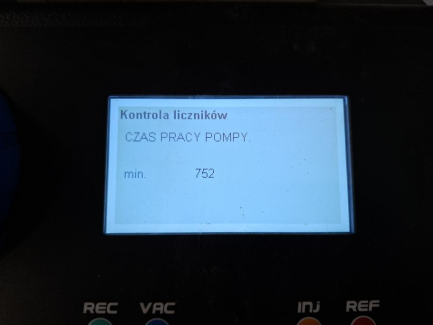 Kontrola liczników
CZAS PRACY POMPY.
min. 752
REC VAC INJ REF